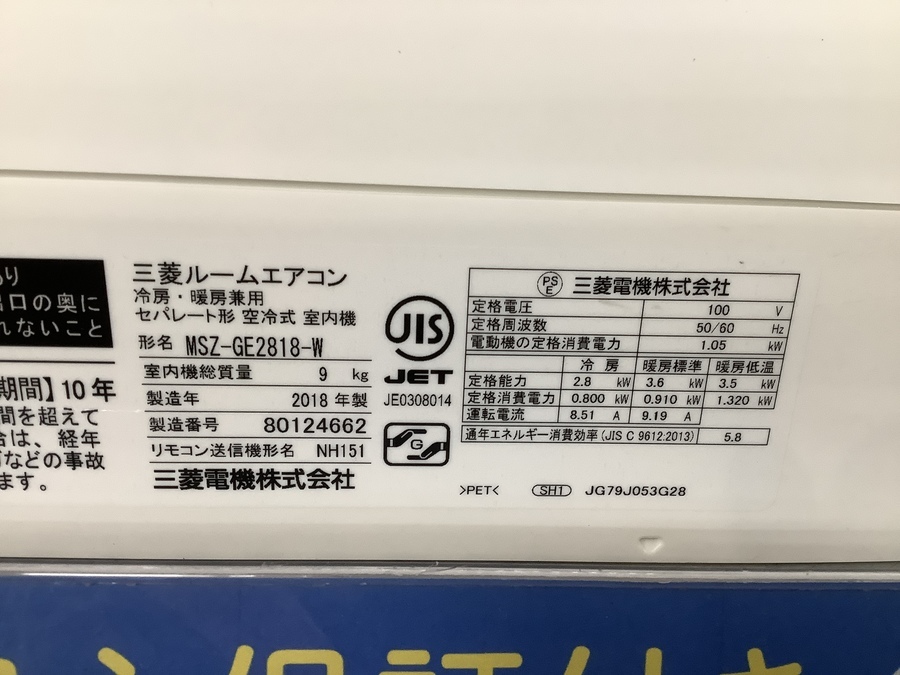 り
出口の奥に
れないこと
期間】10年
間を超えて
合は、経年
などの事故
ます。
三菱ルームエアコン
冷房・暖房兼用
セパレート形 空冷式 室内機
形名 MSZ-GE2818-W
室内機総質量 9 kg
製造年 2018 年製
製造番号 80124662
リモコン送信機形名 NH151
三菱電機株式会社
JIS
JET
JE0308014
G
PS
E 三菱電機株式会社
定格電圧 100 V
定格周波数 50/60 Hz
電動機の定格消費電力 1.05 kW
冷 房 暖房標準 暖房低温
定格能力 2.8 kW 3.6 kW 3.5 kW
定格消費電力 0.800 kW 0.910 kW 1.320 kW
運転電流 8.51 A 9.19 A
通年エネルギー消費効率(JIS C 9612:2013) 5.8
>PET< SH1 JG79J053G28